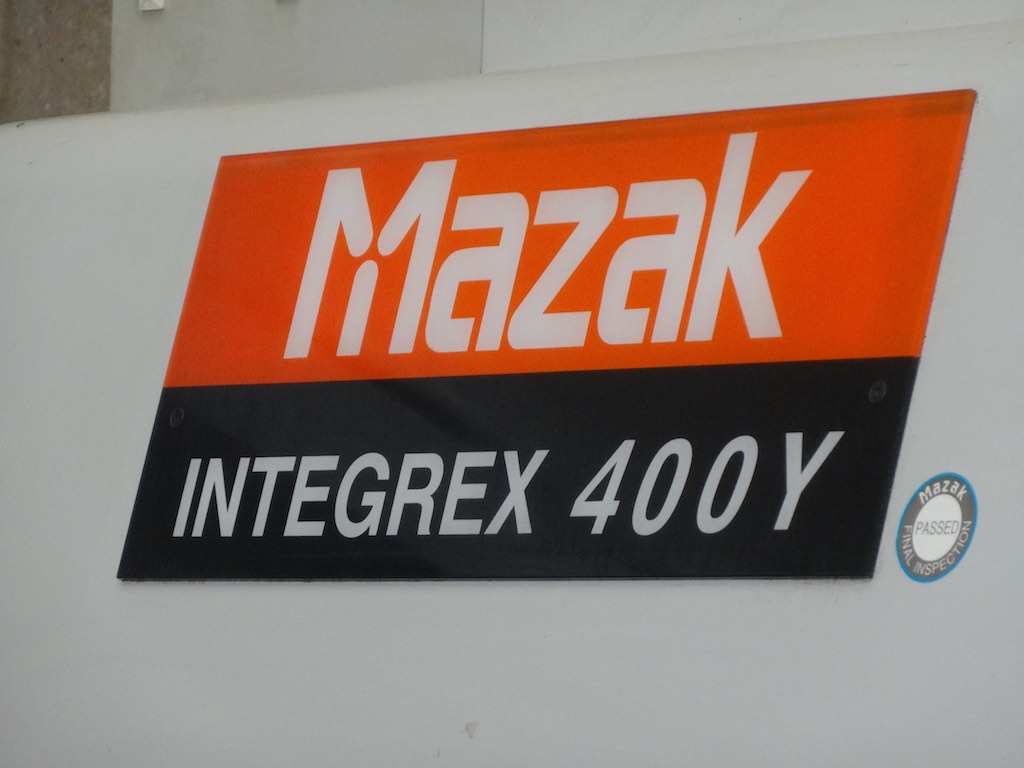 Mazak
INTEGREX 400Y
Mazak
PASSED
FINAL INSPECTION